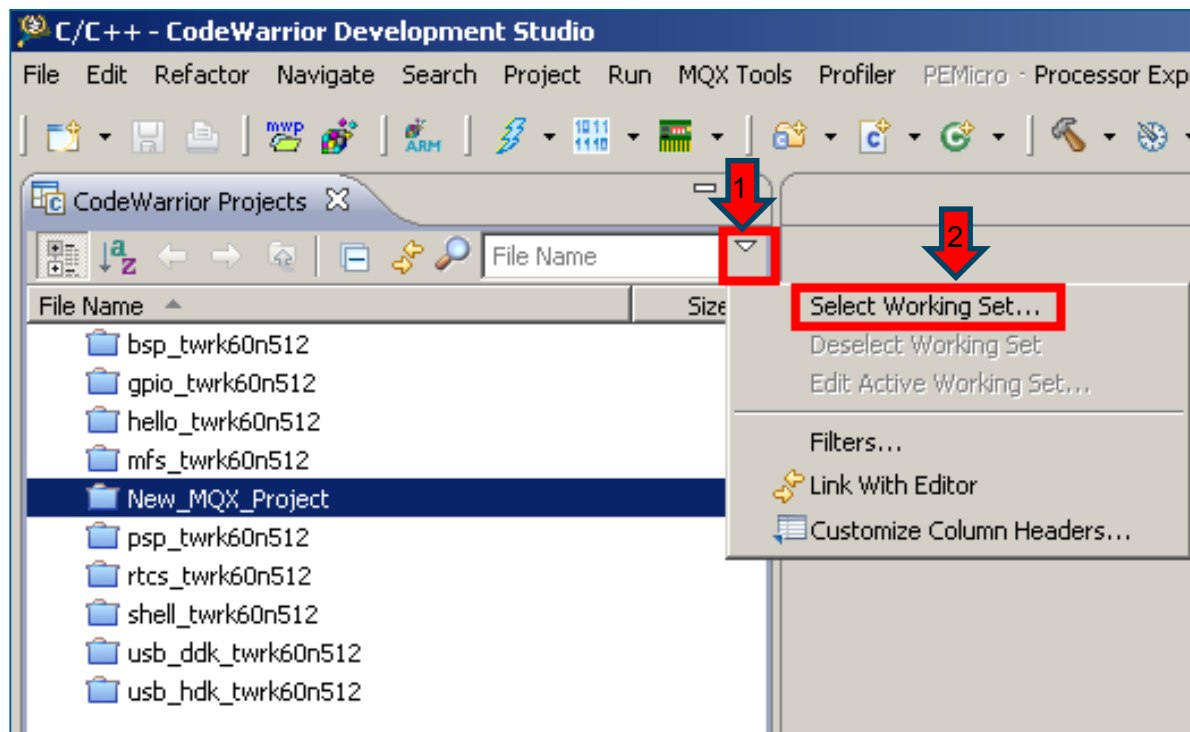 C/C++ - CodeWarrior Development Studio
File Edit Refactor Navigate Search Project Run MQX Tools Profiler PEMicro - Processor Exp
mwp
ARM
1011
1110
CodeWarrior Projects
1
2
File Name
File Name Size
Select Working Set...
Deselect Working Set
Edit Active Working Set...
Filters...
Link With Editor
Customize Column Headers...
bsp_twrk60n512
gpio_twrk60n512
hello_twrk60n512
mfs_twrk60n512
New_MQX_Project
psp_twrk60n512
rtcs_twrk60n512
shell_twrk60n512
usb_ddk_twrk60n512
usb_hdk_twrk60n512